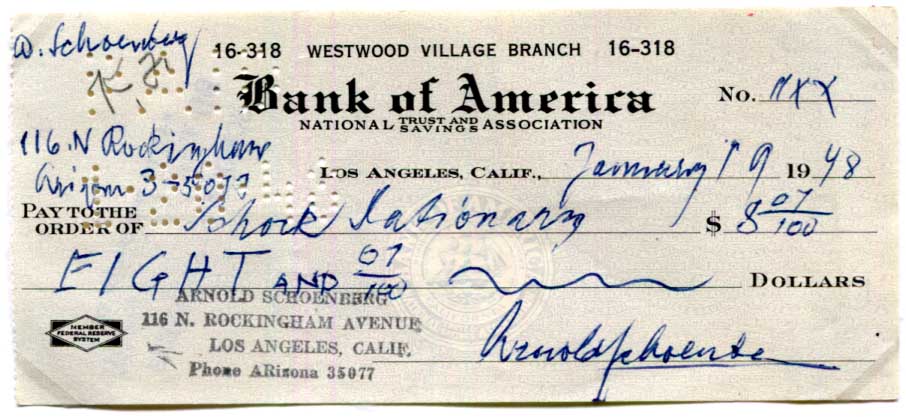 A. Schoenberg 16-318 WESTWOOD VILLAGE BRANCH 16-318
Bank of America No. MXX
NATIONAL TRUST AND SAVINGS ASSOCIATION
116 N Rockingham
LOS ANGELES, CALIF., January 19 1948
Arizona 3-5077
PAY TO THE ORDER OF Stationary $ 8 07/100
EIGHT AND 07/100 DOLLARS
ARNOLD SCHOENBERG
116 N. ROCKINGHAM AVENUE
LOS ANGELES, CALIF.
Phone ARizona 35077
MEMBER
FEDERAL RESERVE
SYSTEM
Arnold Schoenberg